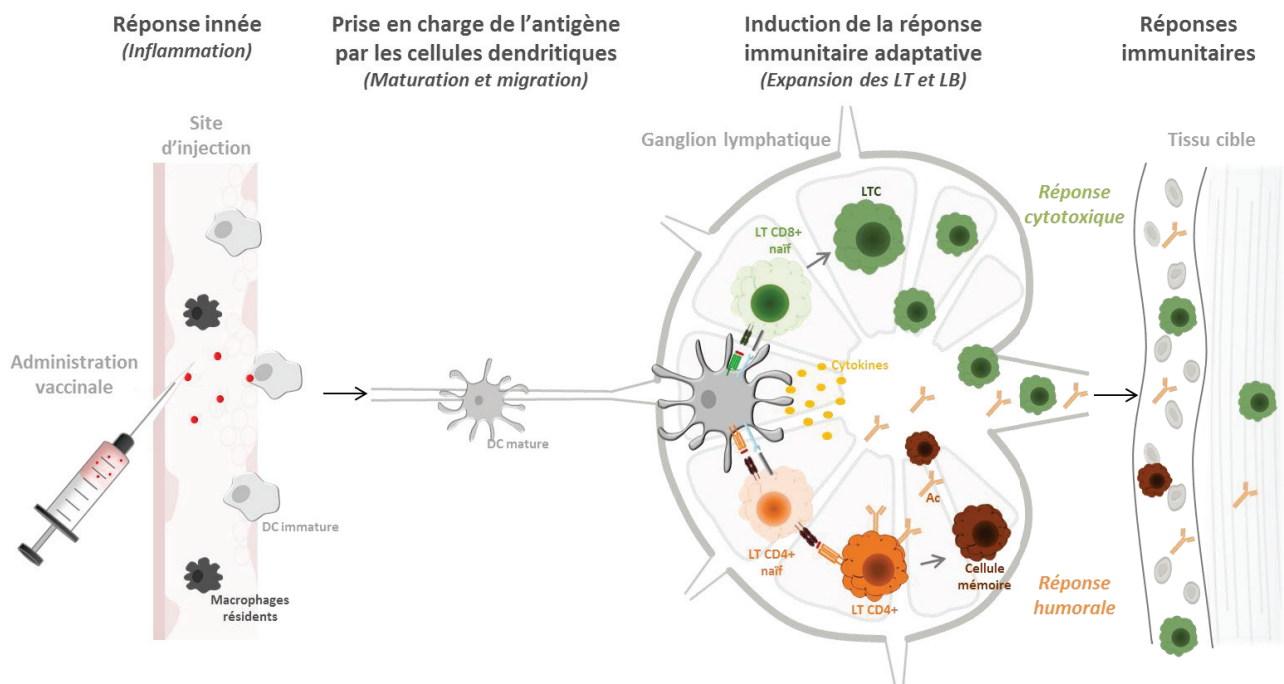 Réponse innée
(Inflammation)
Prise en charge de l’antigène
par les cellules dendritiques
(Maturation et migration)
Induction de la réponse
immunitaire adaptative
(Expansion des LT et LB)
Réponses
immunitaires
Site
d’injection
Administration
vaccinale
DC immature
Macrophages
résidents
DC mature
Ganglion lymphatique
LTC
LT CD8+
naïf
Cytokines
LT CD4+
naïf
LT CD4+
Ac
Cellule
mémoire
Réponse
cytotoxique
Réponse
humorale
Tissu cible